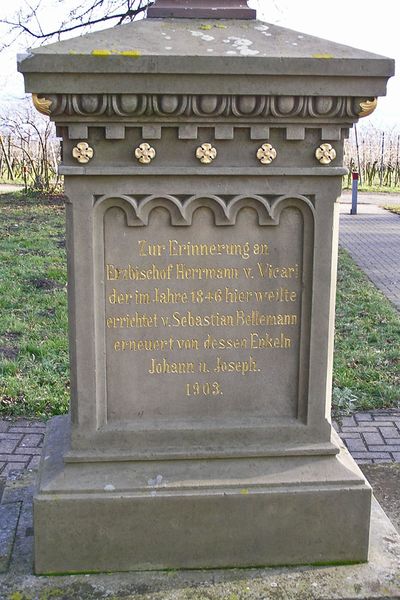 Zur Erinnerung an
Erzbischof Herrmann v. Vicari
der im Jahre 1846 hier weilte
errichtet v. Sebastian Bellemann
erneuert von dessen Enkeln
Johann u. Joseph.
1903.